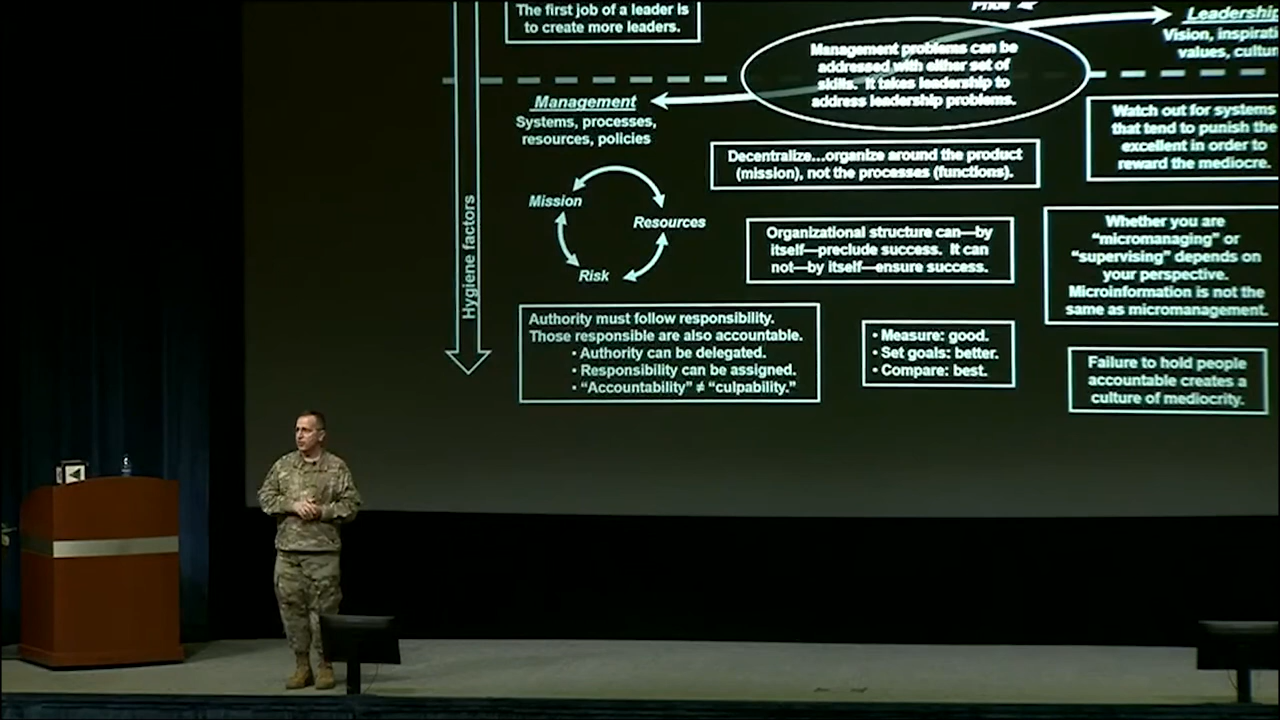 The first job of a leader is
to create more leaders.
Pride
Leadership
Vision, inspirati
values, cultur
Management problems can be
addressed with either set of
skills. It takes leadership to
address leadership problems.
Management
Systems, processes,
resources, policies
Watch out for systems
that tend to punish the
excellent in order to
reward the mediocre.
Decentralize...organize around the product
(mission), not the processes (functions).
Mission
Resources
Risk
Hygiene factors
Organizational structure can—by
itself—preclude success. It can
not—by itself—ensure success.
Whether you are
“micromanaging” or
“supervising” depends on
your perspective.
Microinformation is not the
same as micromanagement.
Authority must follow responsibility.
Those responsible are also accountable.
• Authority can be delegated.
• Responsibility can be assigned.
• “Accountability” ≠ “culpability.”
• Measure: good.
• Set goals: better.
• Compare: best.
Failure to hold people
accountable creates a
culture of mediocrity.